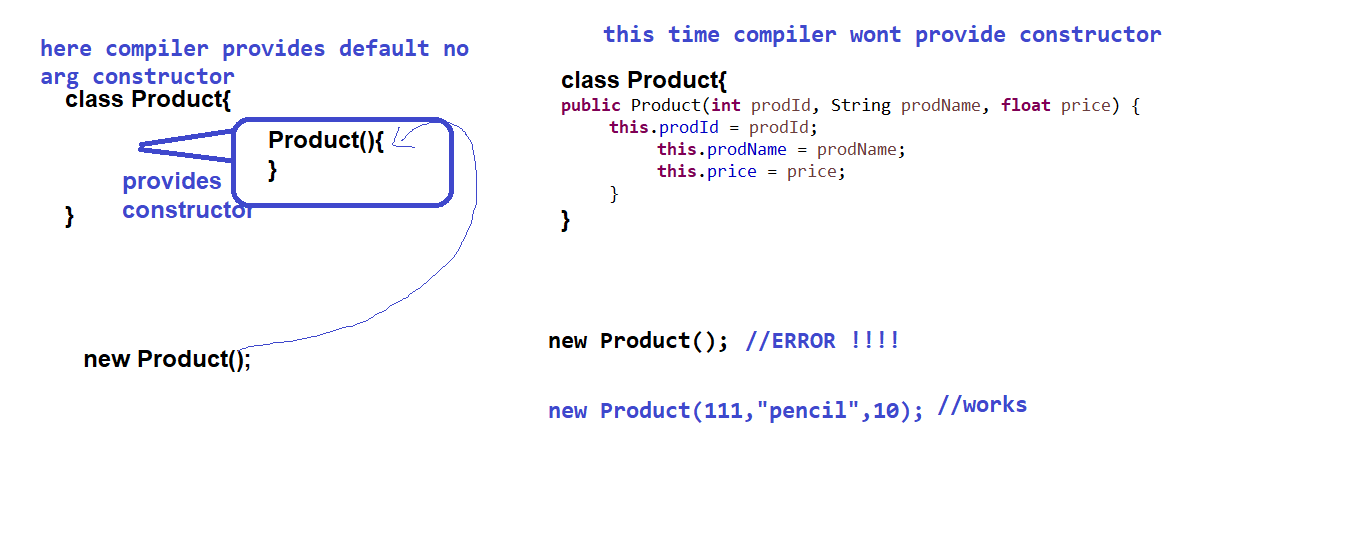 here compiler provides default no
arg constructor
class Product{
Product(){
}
provides
constructor
}
new Product();
this time compiler wont provide constructor
class Product{
public Product(int prodId, String prodName, float price) {
this.prodId = prodId;
this.prodName = prodName;
this.price = price;
}
}
new Product(); //ERROR !!!!
new Product(111,"pencil",10); //works